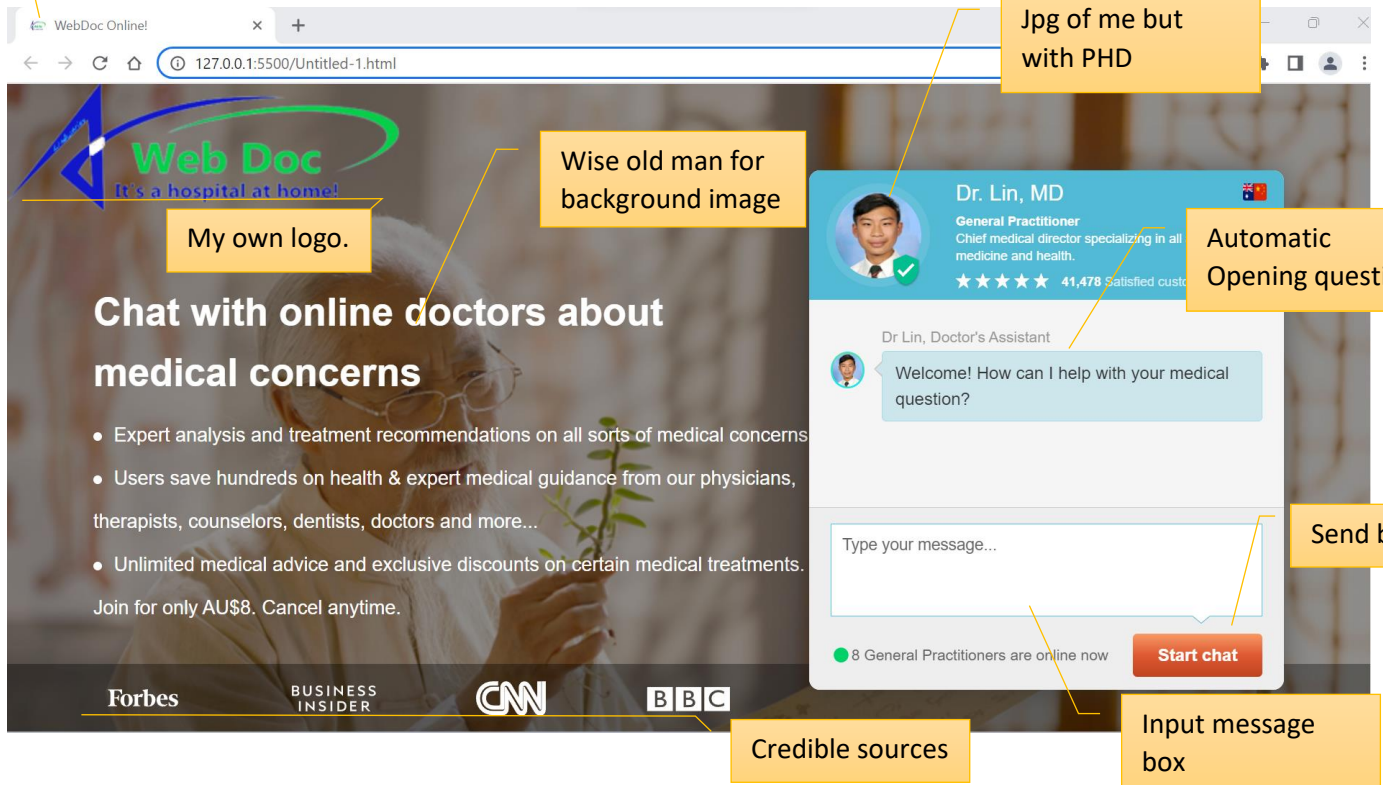 WebDoc Online!
Jpg of me but
with PHD
127.0.0.1:5500/Untitled-1.html
Web Doc
It's a hospital at home!
My own logo.
Wise old man for
background image
Dr. Lin, MD
General Practitioner
Chief medical director specializing in all
medicine and health.
41,478 Satisfied custo
Automatic
Opening quest
Chat with online doctors about
medical concerns
Expert analysis and treatment recommendations on all sorts of medical concerns
Users save hundreds on health & expert medical guidance from our physicians,
therapists, counselors, dentists, doctors and more...
Unlimited medical advice and exclusive discounts on certain medical treatments.
Join for only AU$8. Cancel anytime.
Dr Lin, Doctor's Assistant
Welcome! How can I help with your medical
question?
Type your message...
Send b
8 General Practitioners are online now
Start chat
Forbes
BUSINESS
INSIDER
CNN
BBC
Credible sources
Input message
box